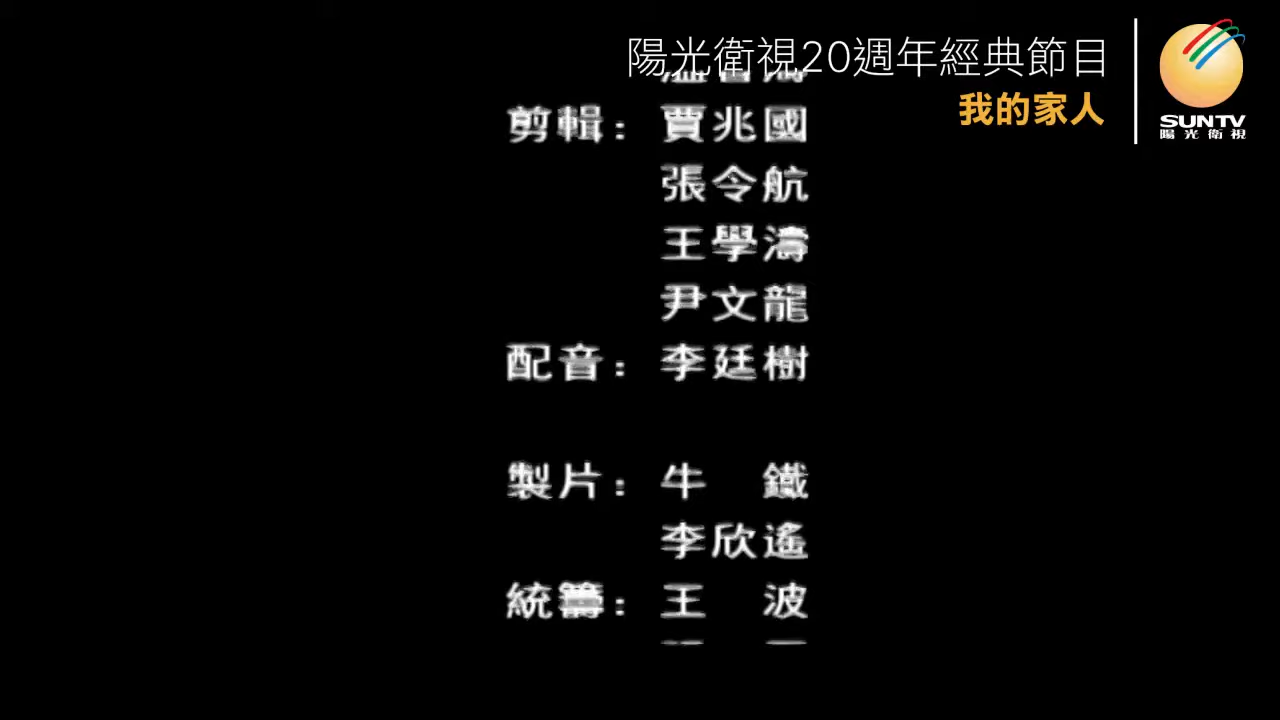 陽光衛視20週年經典節目
我的家人
SUNTV
陽光衛視
剪輯：賈兆國
張令航
王學濤
尹文龍
配音：李廷樹
製片：牛 鐵
李欣遙
統籌：王 波